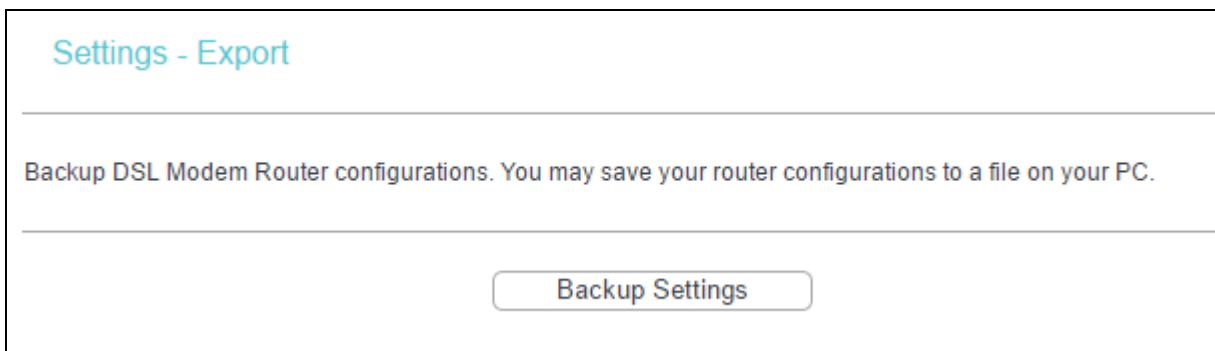 Settings - Export
Backup DSL Modem Router configurations. You may save your router configurations to a file on your PC.
Backup Settings